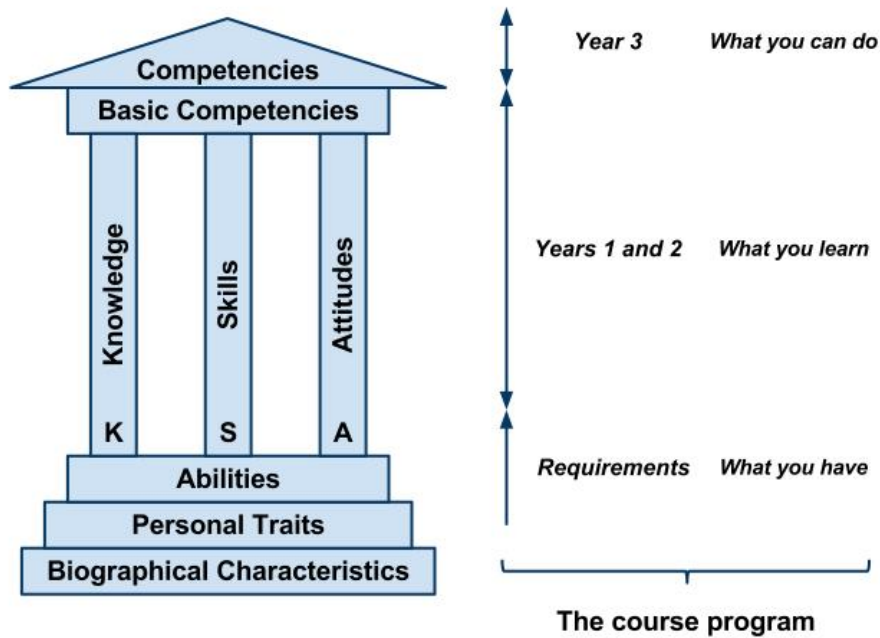 Competencies
Basic Competencies
Knowledge
Skills
Attitudes
K
S
A
Abilities
Personal Traits
Biographical Characteristics
Year 3
What you can do
Years 1 and 2
What you learn
Requirements
What you have
The course program